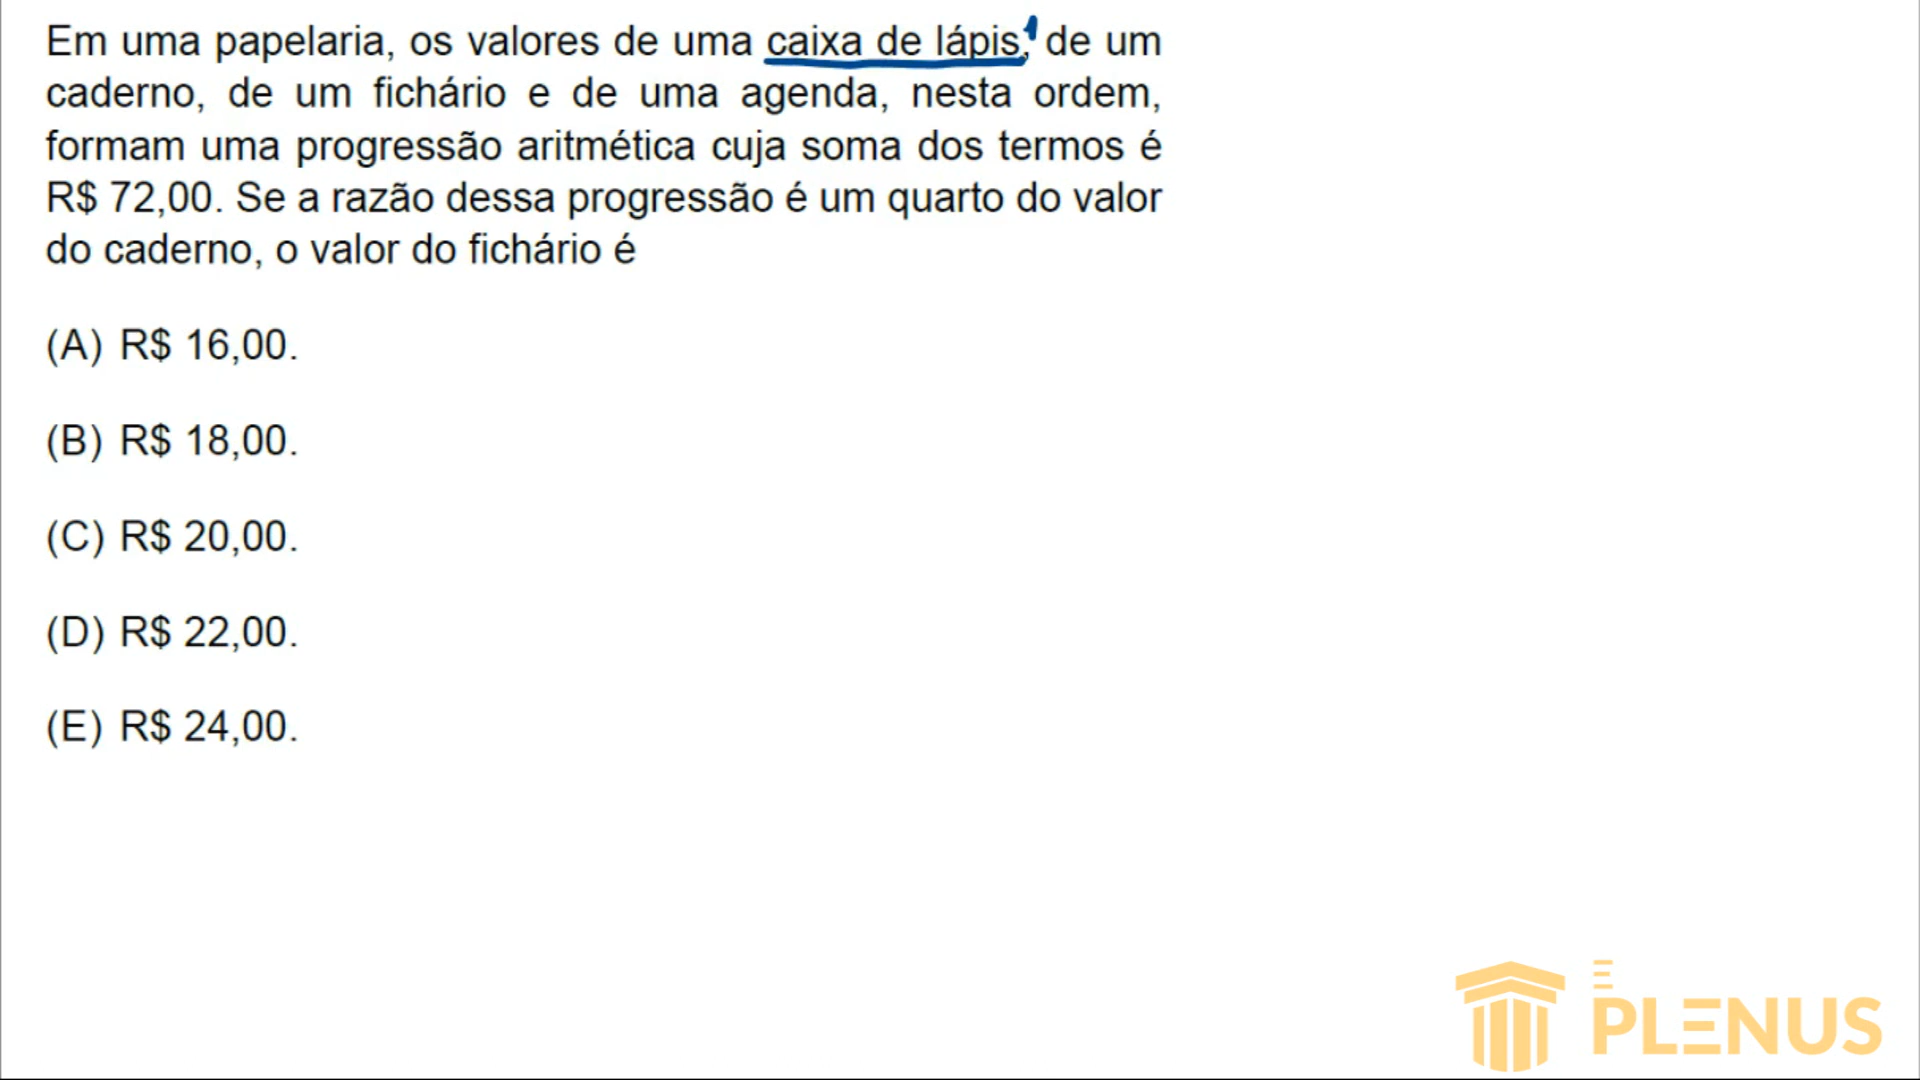 Em uma papelaria, os valores de uma caixa de lápis, de um
caderno, de um fichário e de uma agenda, nesta ordem,
formam uma progressão aritmética cuja soma dos termos é
R$ 72,00. Se a razão dessa progressão é um quarto do valor
do caderno, o valor do fichário é
(A) R$ 16,00.
(B) R$ 18,00.
(C) R$ 20,00.
(D) R$ 22,00.
(E) R$ 24,00.
PLENUS